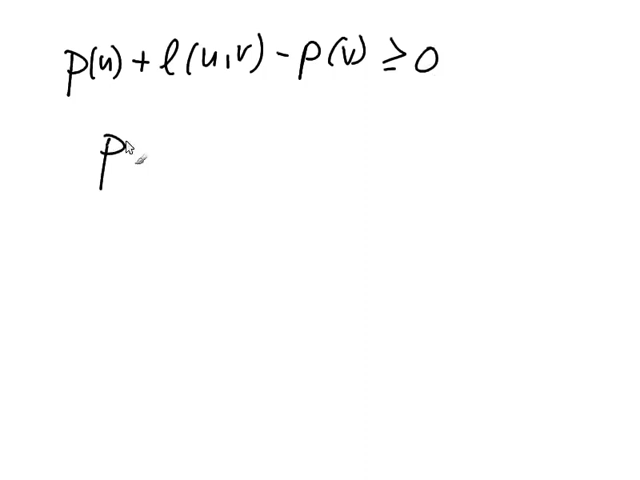 p(u) + l(u,v) - p(v) ≥ 0
p